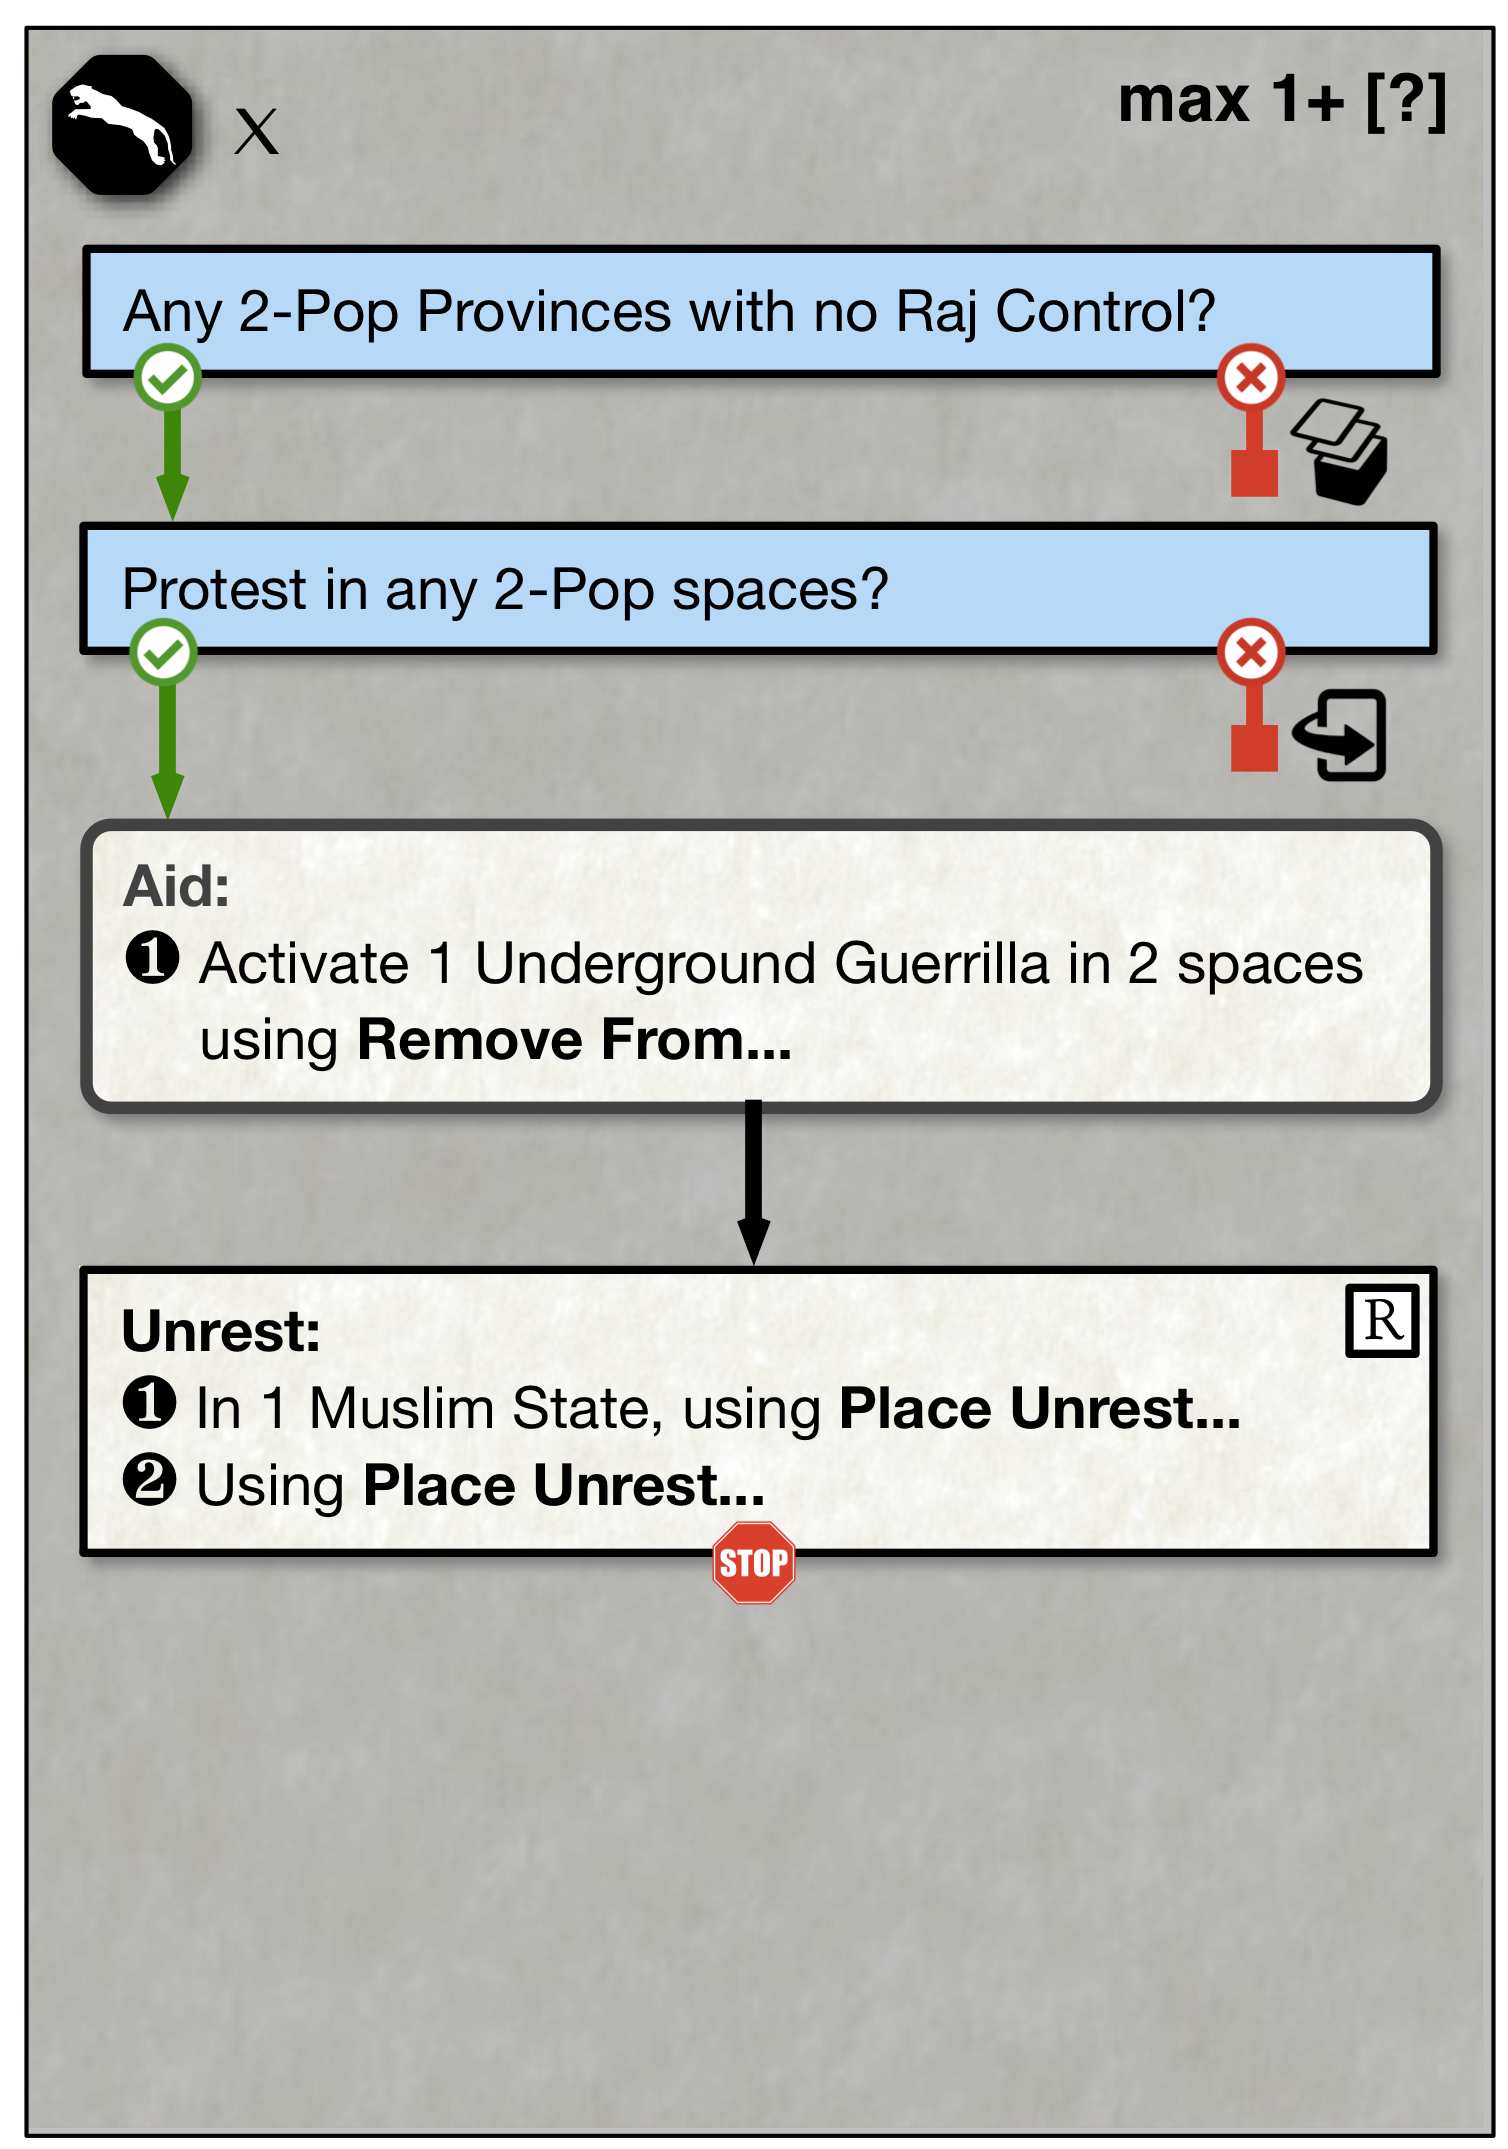 X
max 1+ [?]
Any 2-Pop Provinces with no Raj Control?
Protest in any 2-Pop spaces?
Aid:
❶ Activate 1 Underground Guerrilla in 2 spaces
using Remove From...
Unrest:
R
❶ In 1 Muslim State, using Place Unrest...
❷ Using Place Unrest...
STOP